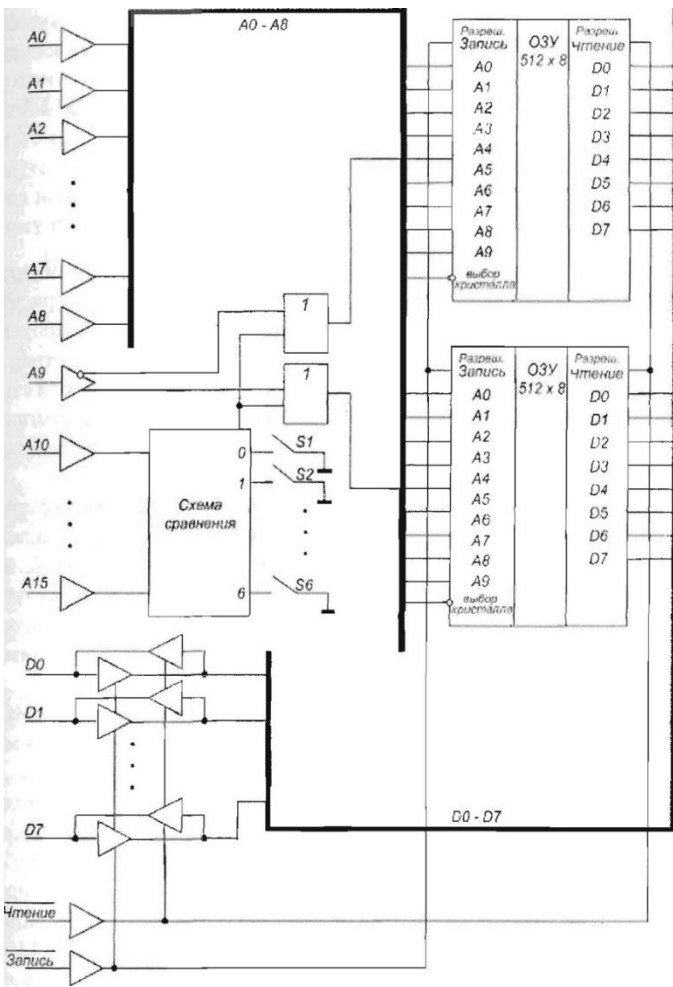 A0 - A8
A0
A1
A2
A7
A8
A9
A10
A15
1
1
Схема
сравнения
0
1
6
S1
S2
S6
Разреш.
Запись
A0
A1
A2
A3
A4
A5
A6
A7
A8
A9
выбор
кристалла
ОЗУ
512 x 8
Разреш.
Чтение
D0
D1
D2
D3
D4
D5
D6
D7
Разреш.
Запись
A0
A1
A2
A3
A4
A5
A6
A7
A8
A9
выбор
кристалла
ОЗУ
512 x 8
Разреш.
Чтение
D0
D1
D2
D3
D4
D5
D6
D7
D0
D1
D7
D0 - D7
Чтение
Запись